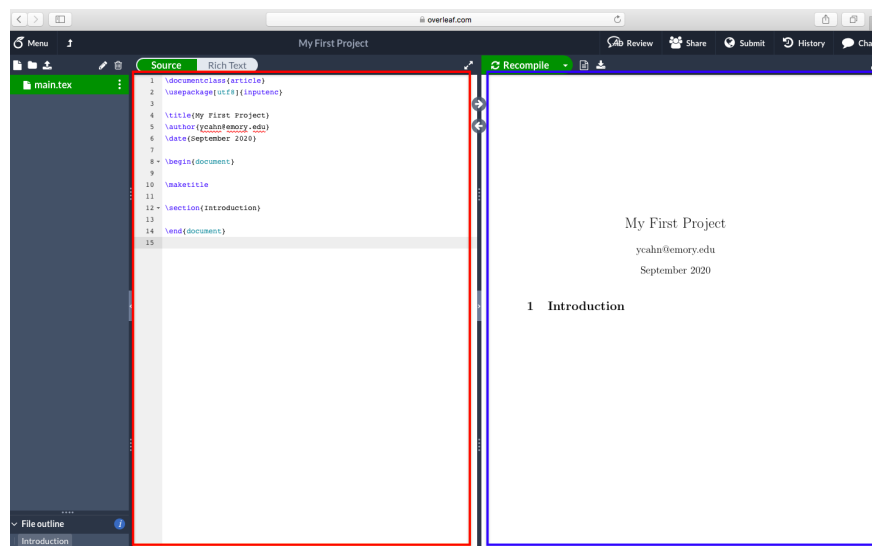 overleaf.com
Menu
My First Project
Review
Share
Submit
History
Cha
Source
Rich Text
Recompile
main.tex
1 \documentclass{article}
2 \usepackage[utf8]{inputenc}
3
4 \title{My First Project}
5 \author{ycahn@emory.edu}
6 \date{September 2020}
7
8 \begin{document}
9
10 \maketitle
11
12 \section{Introduction}
13
14 \end{document}
15
My First Project
ycahn@emory.edu
September 2020
1 Introduction
File outline
Introduction